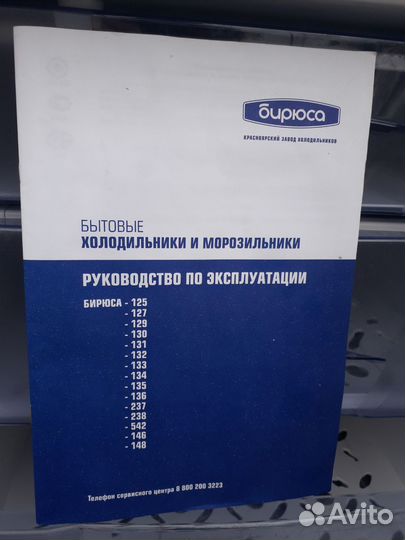 бирюса
КРАСНОЯРСКИЙ ЗАВОД ХОЛОДИЛЬНИКОВ
БЫТОВЫЕ
ХОЛОДИЛЬНИКИ И МОРОЗИЛЬНИКИ
РУКОВОДСТВО ПО ЭКСПЛУАТАЦИИ
БИРЮСА - 125
- 127
- 129
- 130
- 131
- 132
- 133
- 134
- 135
- 136
- 237
- 238
- 542
- 146
- 148
Телефон сервисного центра 8 800 200 3223
Avito